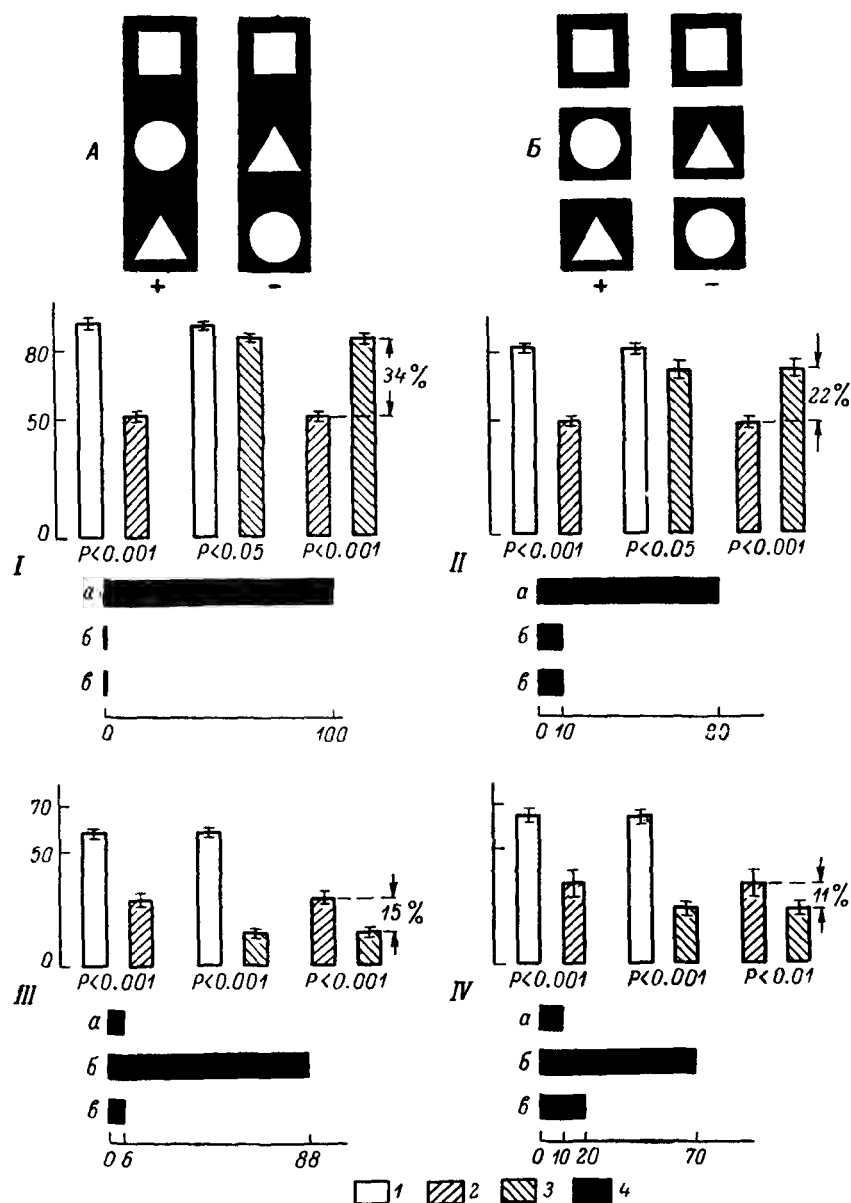 А Б
+ - + -
80
34%
22%
50
0
P<0.001 P<0.05 P<0.001
P<0.001 P<0.05 P<0.001
I II
а а
б б
в в
0 100
0 10 80
70
50
15%
11%
0
P<0.001 P<0.001 P<0.001
P<0.001 P<0.001 P<0.01
III IV
а а
б б
в в
0 6 88
0 10 20 70
1 2 3 4